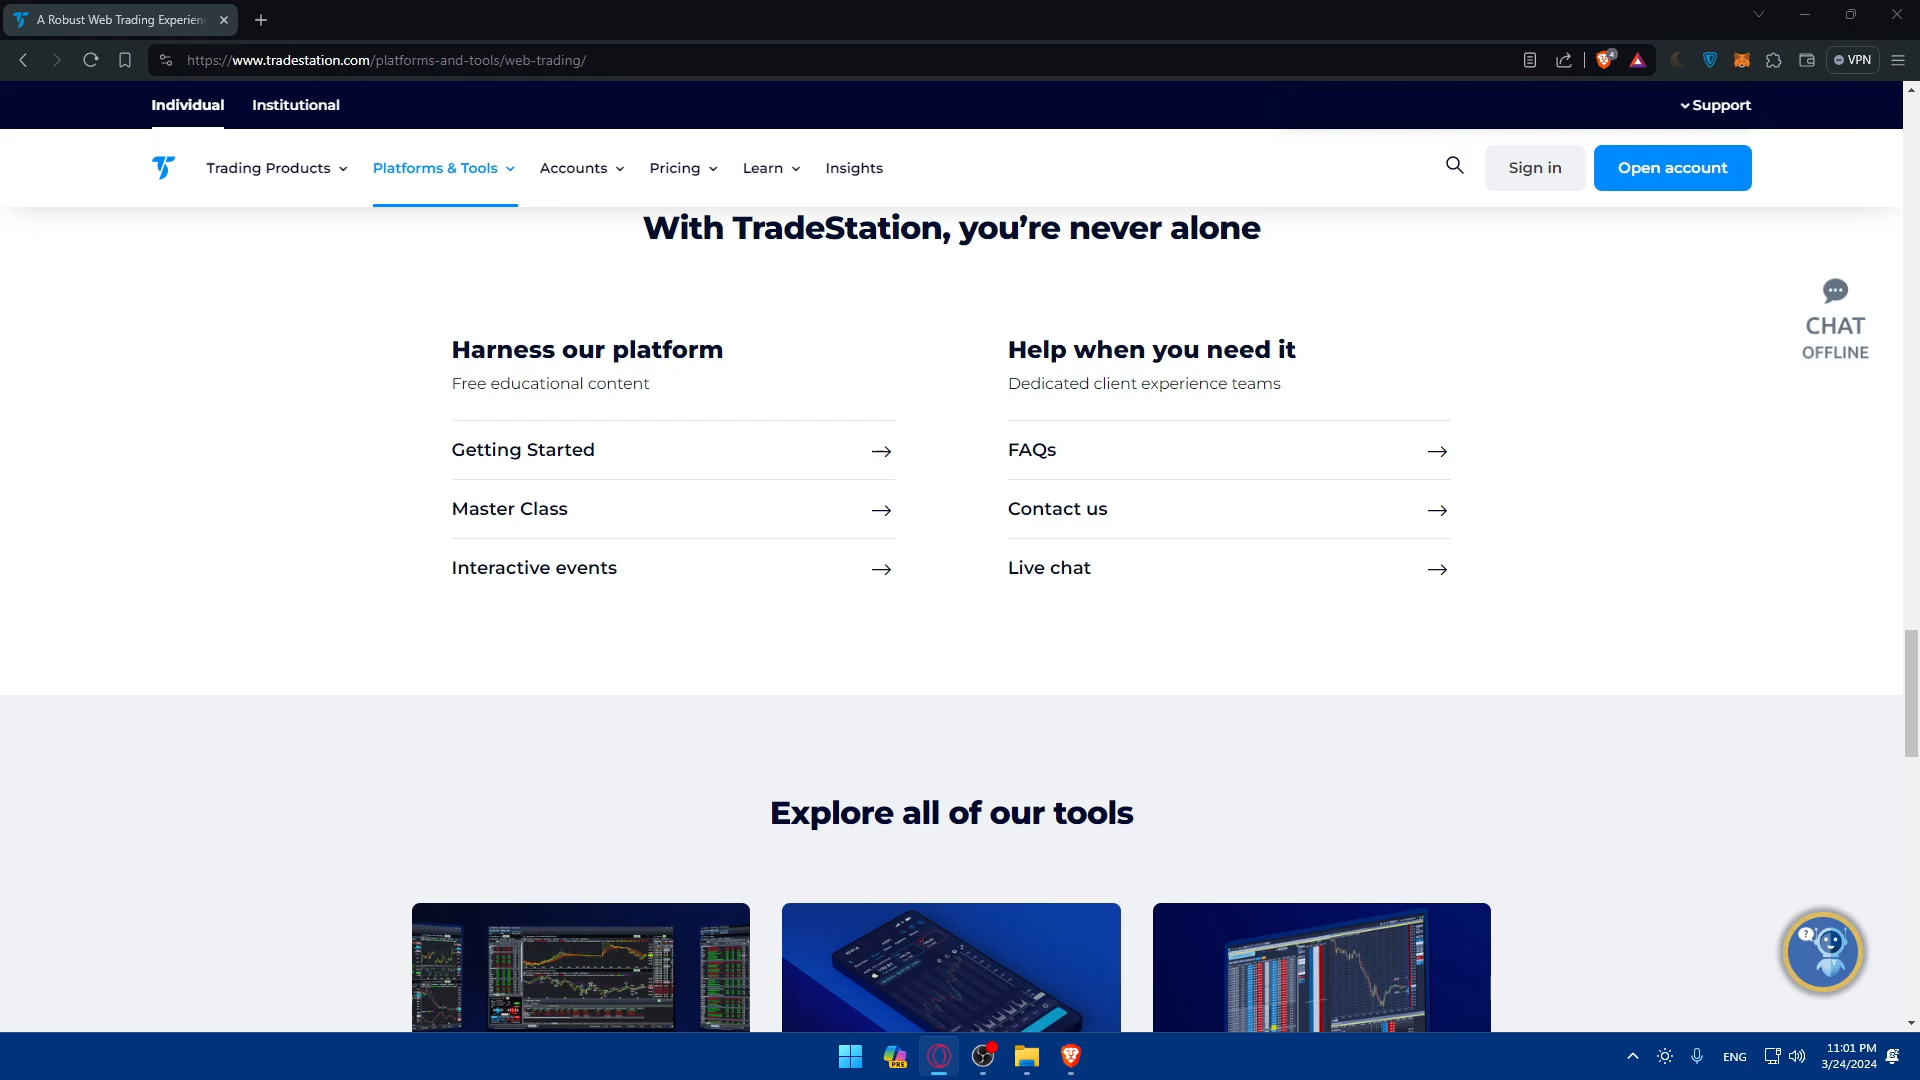 A Robust Web Trading Experien
https://www.tradestation.com/platforms-and-tools/web-trading/
4
VPN
Individual
Institutional
Support
Trading Products
Platforms & Tools
Accounts
Pricing
Learn
Insights
Sign in
Open account
With TradeStation, you’re never alone
CHAT
OFFLINE
Harness our platform
Free educational content
Getting Started
Master Class
Interactive events
Help when you need it
Dedicated client experience teams
FAQs
Contact us
Live chat
Explore all of our tools
?
PRE
ENG
11:01 PM
3/24/2024